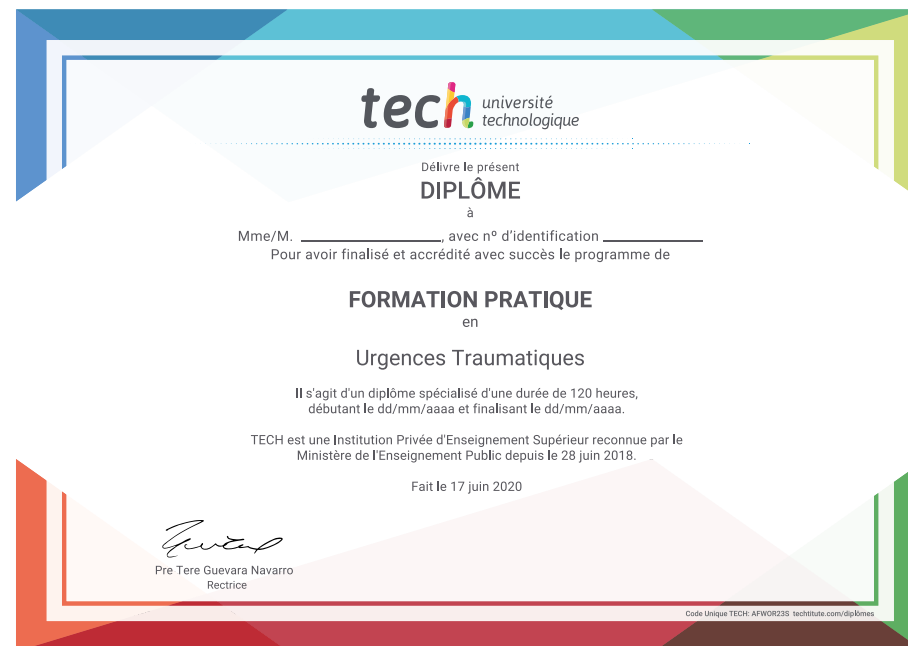 tech université
technologique
Délivre le présent
DIPLÔME
à
Mme/M. ____________________, avec nº d'identification ______________
Pour avoir finalisé et accrédité avec succès le programme de
FORMATION PRATIQUE
en
Urgences Traumatiques
Il s'agit d'un diplôme spécialisé d'une durée de 120 heures,
débutant le dd/mm/aaaa et finalisant le dd/mm/aaaa.
TECH est une Institution Privée d'Enseignement Supérieur reconnue par le
Ministère de l'Enseignement Public depuis le 28 juin 2018.
Fait le 17 juin 2020
Pre Tere Guevara Navarro
Rectrice
Code Unique TECH: AFWOR23S techtitute.com/diplômes